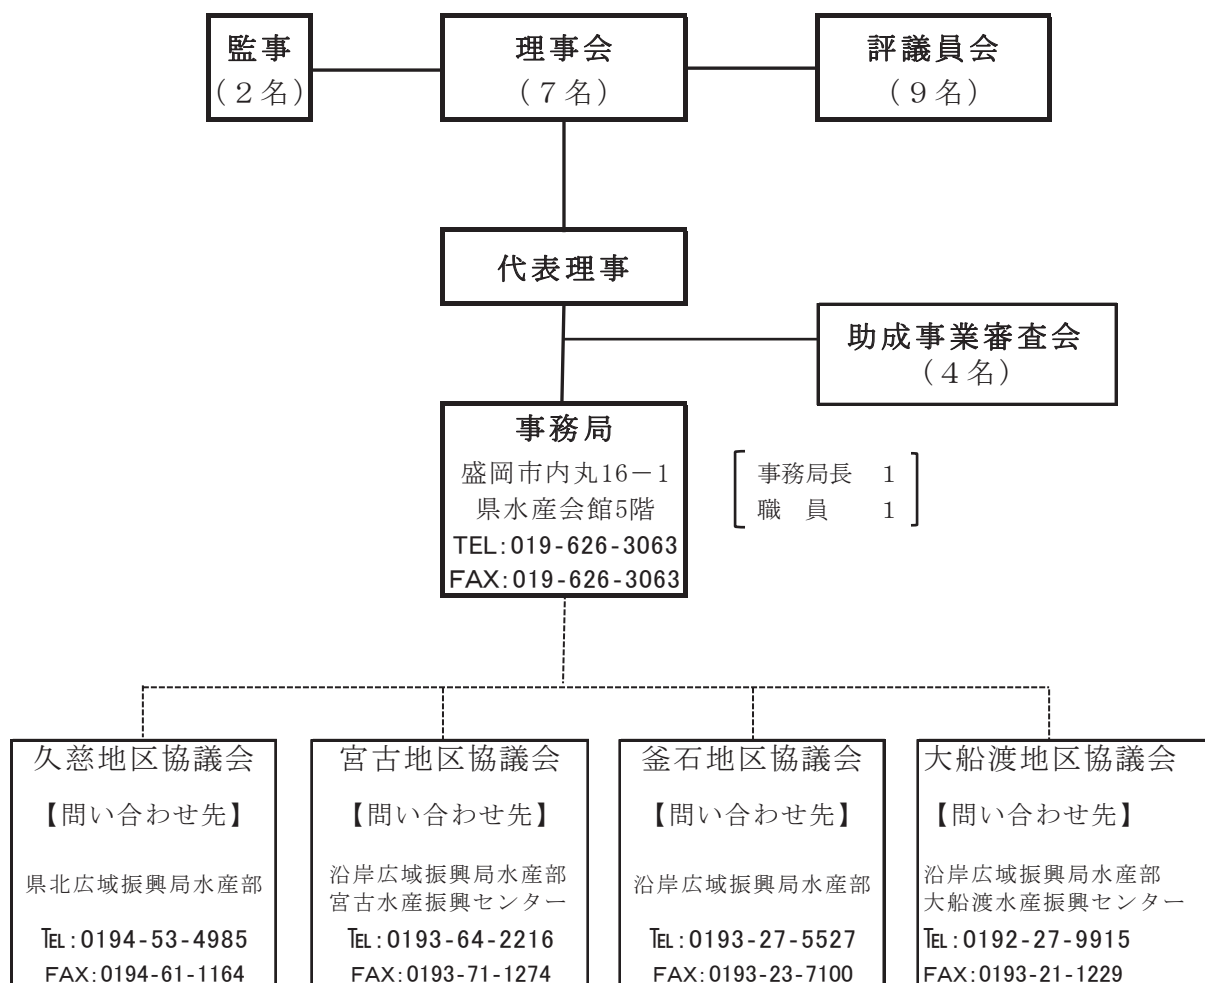 監事
（２名）
理事会
（７名）
評議員会
（９名）
代表理事
助成事業審査会
（４名）
事務局
盛岡市内丸16－1
県水産会館5階
TEL:019-626-3063
FAX:019-626-3063
事務局長　1
職　員　　1
久慈地区協議会
【問い合わせ先】
県北広域振興局水産部
℡:0194-53-4985
FAX:0194-61-1164
宮古地区協議会
【問い合わせ先】
沿岸広域振興局水産部
宮古水産振興センター
℡:0193-64-2216
FAX:0193-71-1274
釜石地区協議会
【問い合わせ先】
沿岸広域振興局水産部
℡:0193-27-5527
FAX:0193-23-7100
大船渡地区協議会
【問い合わせ先】
沿岸広域振興局水産部
大船渡水産振興センター
℡:0192-27-9915
FAX:0193-21-1229